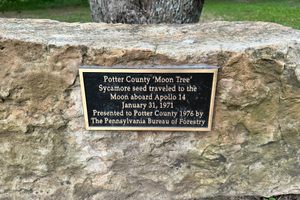 Potter County 'Moon Tree'
Sycamore seed traveled to the
Moon aboard Apollo 14
January 31, 1971
Presented to Potter County 1976 by
The Pennsylvania Bureau of Forestry